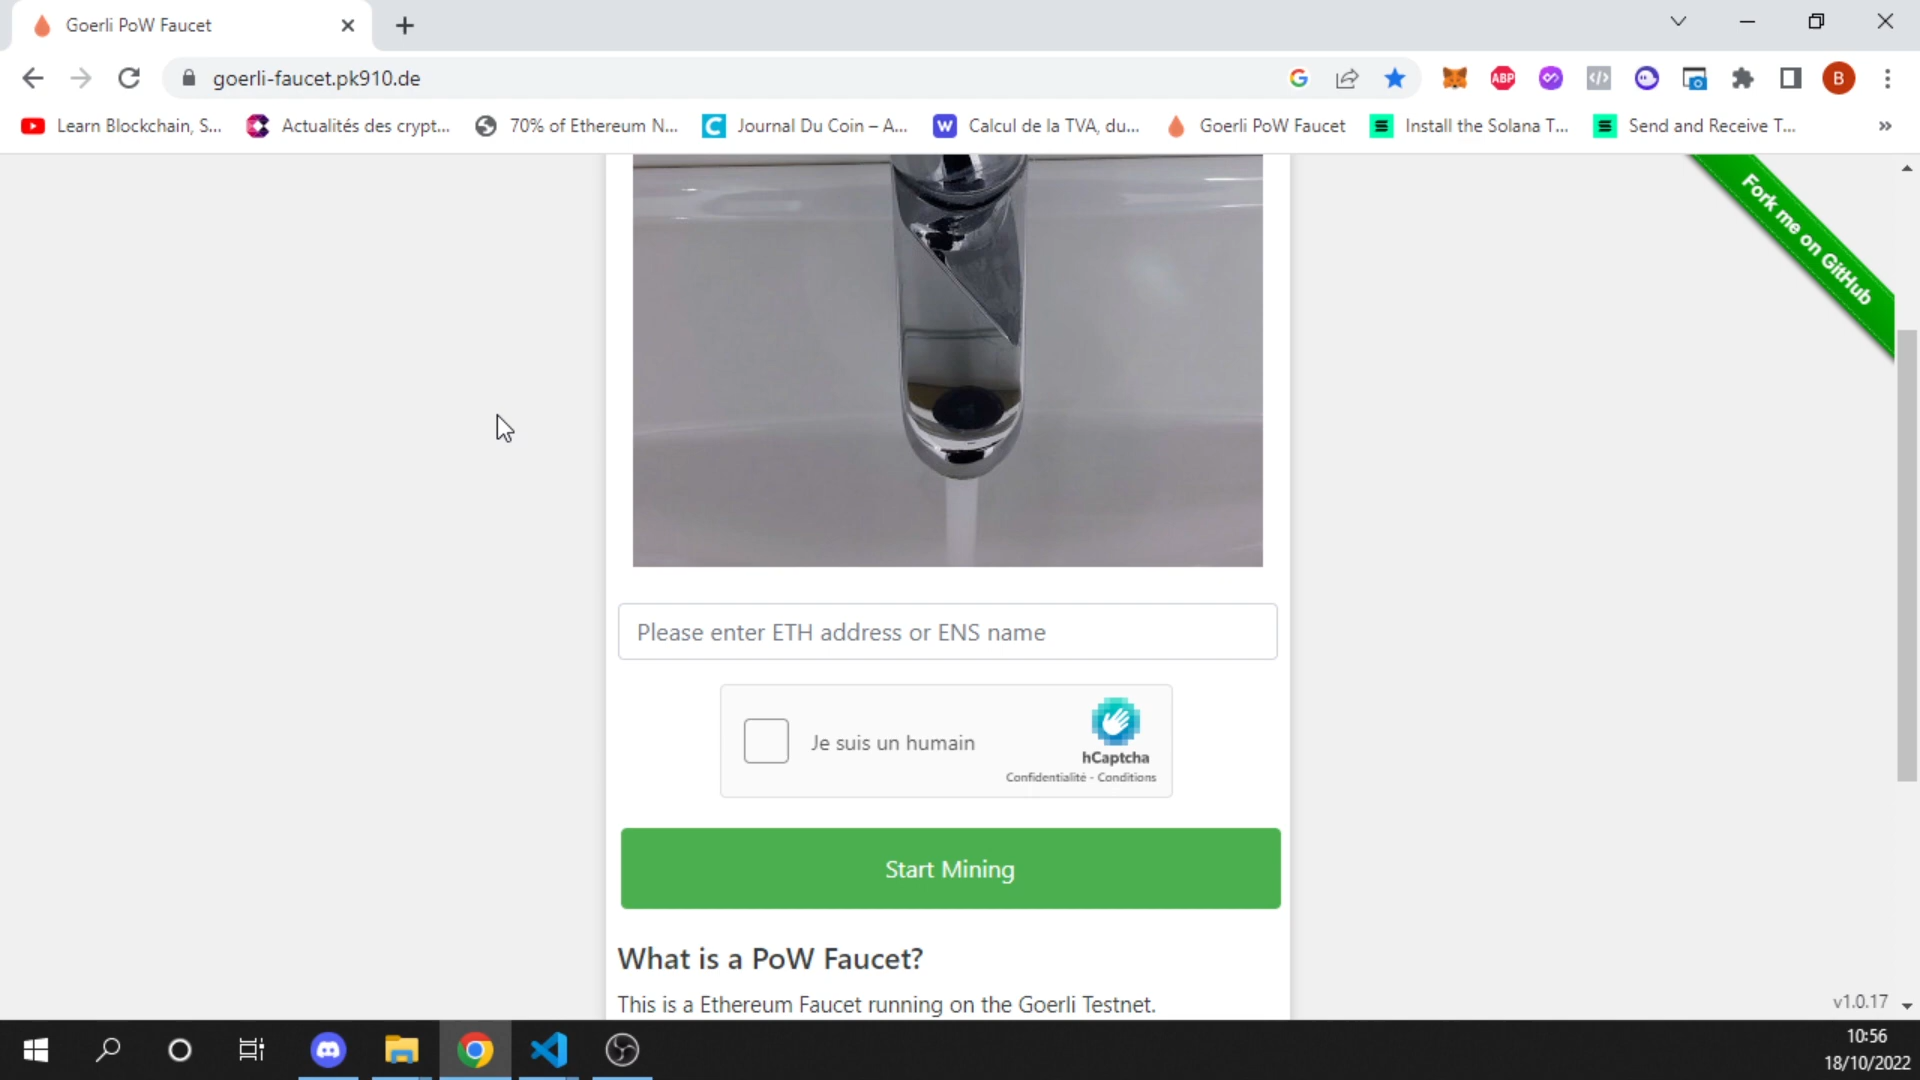 Goerli PoW Faucet
goerli-faucet.pk910.de
ABP
B
Learn Blockchain, S...
Actualités des crypt...
70% of Ethereum N...
Journal Du Coin – A...
Calcul de la TVA, du...
Goerli PoW Faucet
Install the Solana T...
Send and Receive T...
Fork me on GitHub
Please enter ETH address or ENS name
Je suis un humain
hCaptcha
Confidentialité - Conditions
Start Mining
What is a PoW Faucet?
This is a Ethereum Faucet running on the Goerli Testnet.
v1.0.17
10:56
18/10/2022